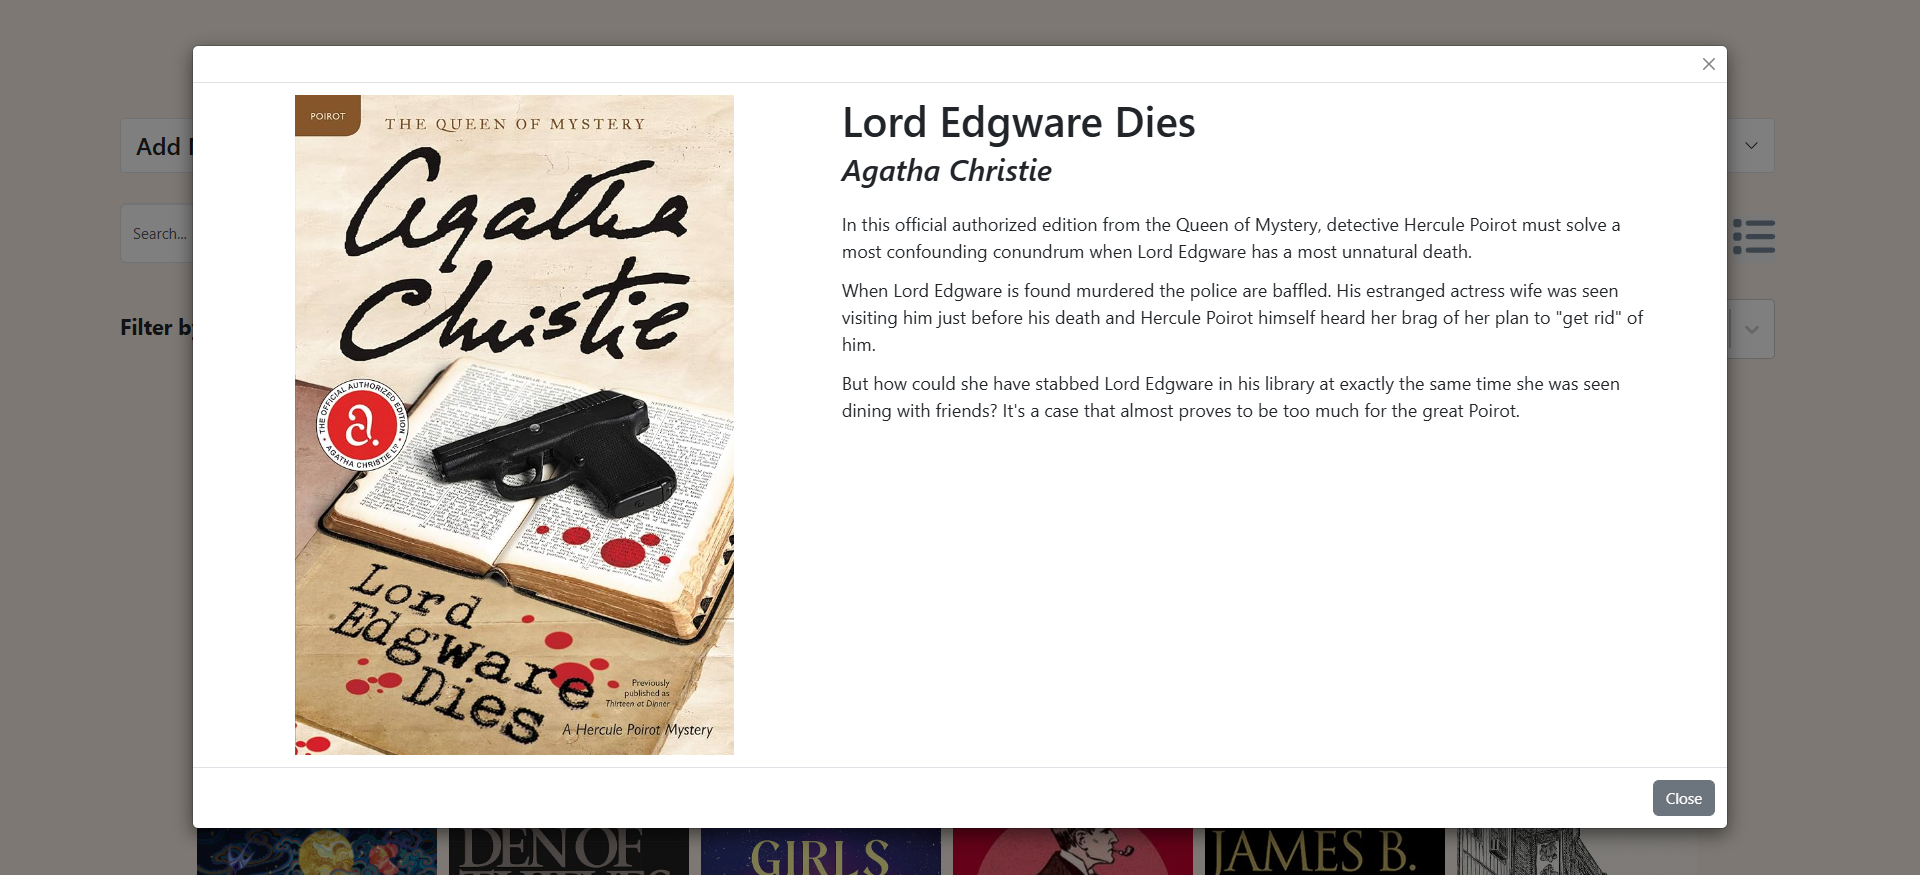 Add
Search...
Filter
POIROT
THE QUEEN OF MYSTERY
Agatha
Christie
THE OFFICIAL AUTHORIZED EDITION
AGATHA CHRISTIE LTD
a.
Lord
Edgware
Dies
Previously
published as
Thirteen at Dinner
A Hercule Poirot Mystery
Lord Edgware Dies
Agatha Christie
In this official authorized edition from the Queen of Mystery, detective Hercule Poirot must solve a
most confounding conundrum when Lord Edgware has a most unnatural death.
When Lord Edgware is found murdered the police are baffled. His estranged actress wife was seen
visiting him just before his death and Hercule Poirot himself heard her brag of her plan to "get rid" of
him.
But how could she have stabbed Lord Edgware in his library at exactly the same time she was seen
dining with friends? It's a case that almost proves to be too much for the great Poirot.
Close
DEN OF
GIRLS
JAMES B.